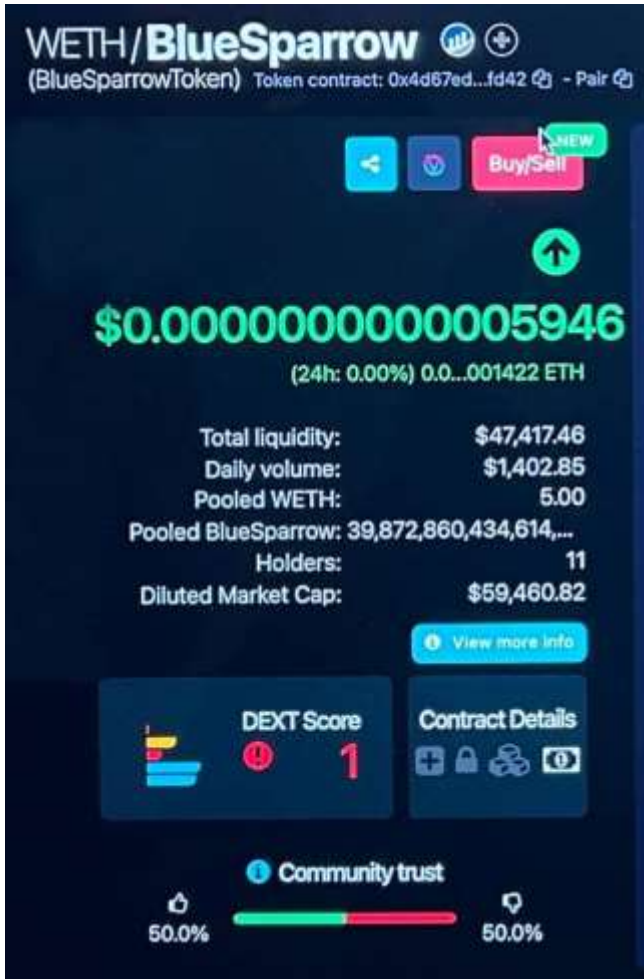 WETH/BlueSparrow
(BlueSparrowToken) Token contract: 0x4d67ed...fd42 - Pair
NEW
Buy/Sell
$0.0000000000005946
(24h: 0.00%) 0.0...001422 ETH
Total liquidity: $47,417.46
Daily volume: $1,402.85
Pooled WETH: 5.00
Pooled BlueSparrow: 39,872,860,434,614,...
Holders: 11
Diluted Market Cap: $59,460.82
View more info
DEXT Score
1
Contract Details
Community trust
50.0% 50.0%